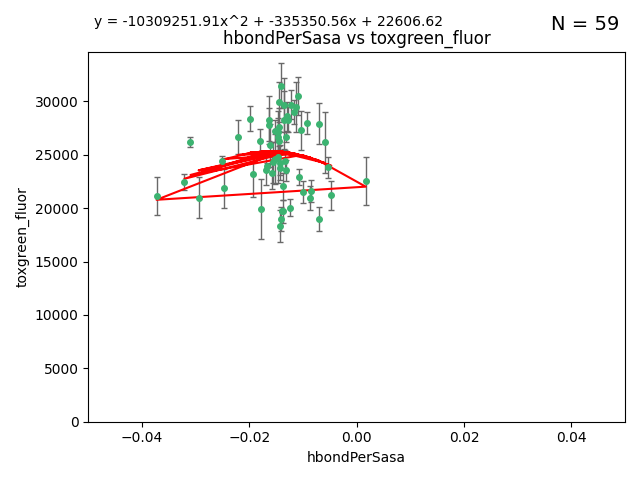 y = -10309251.91x^2 + -335350.56x + 22606.62
N = 59
hbondPerSasa vs toxgreen_fluor
30000
25000
20000
15000
10000
5000
0
toxgreen_fluor
−0.04
−0.02
0.00
0.02
0.04
hbondPerSasa